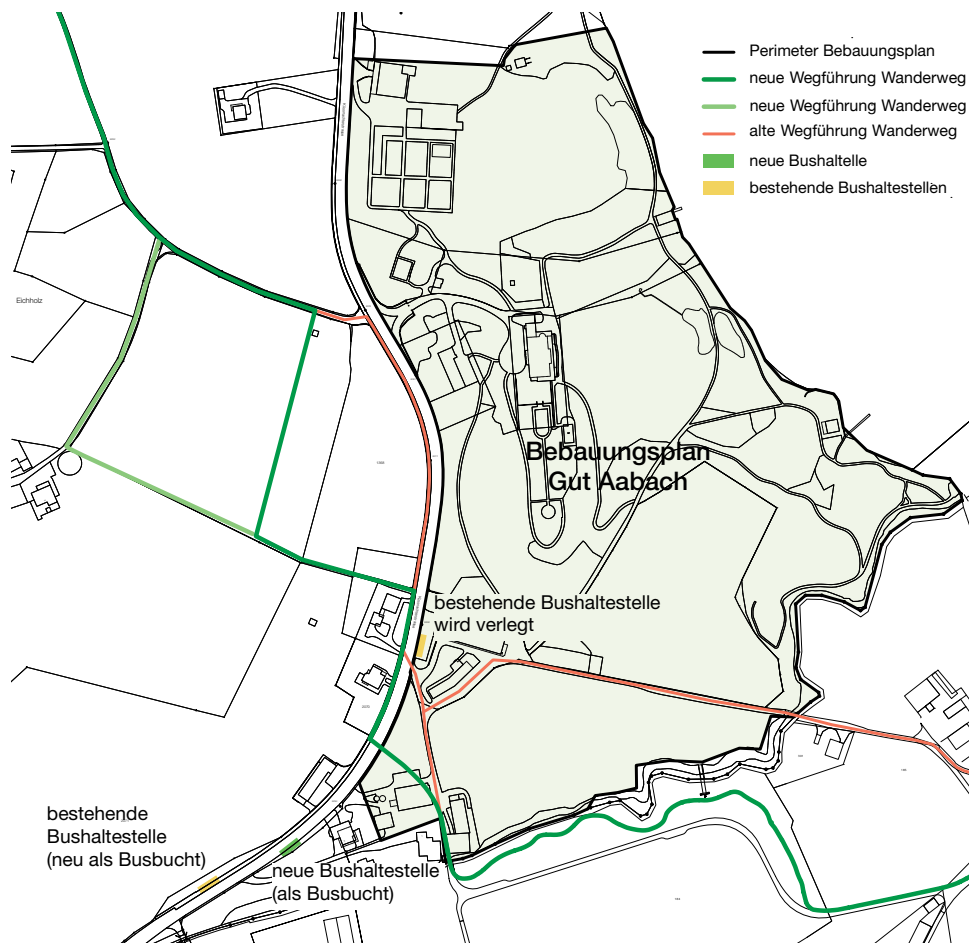 Perimeter Bebauungsplan
neue Wegführung Wanderweg
neue Wegführung Wanderweg
alte Wegführung Wanderweg
neue Bushaltelle
bestehende Bushaltestellen
Eichholz
Bebauungsplan
Gut Aabach
bestehende Bushaltestelle
wird verlegt
bestehende
Bushaltestelle
(neu als Busbucht)
neue Bushaltestelle
(als Busbucht)